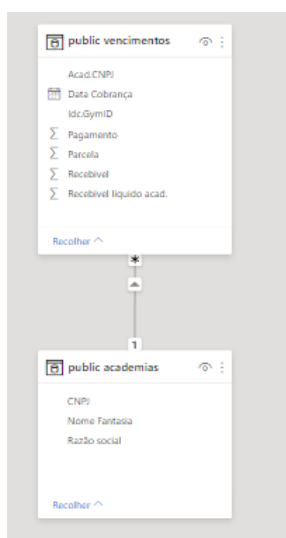 public vencimentos
Acad.CNPJ
Data Cobrança
Idc.GymID
Pagamento
Parcela
Recebivel
Recebivel liquido acad.
Recolher
*
1
public academias
CNPJ
Nome Fantasia
Razão social
Recolher